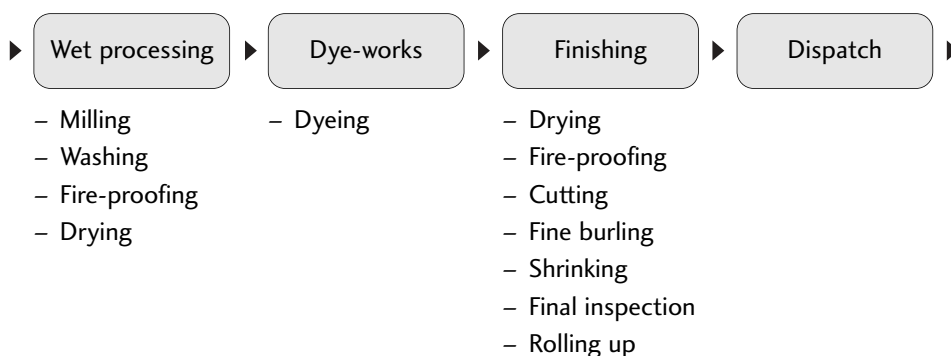 Wet processing
Dye-works
Finishing
Dispatch
– Milling
– Washing
– Fire-proofing
– Drying
– Dyeing
– Drying
– Fire-proofing
– Cutting
– Fine burling
– Shrinking
– Final inspection
– Rolling up